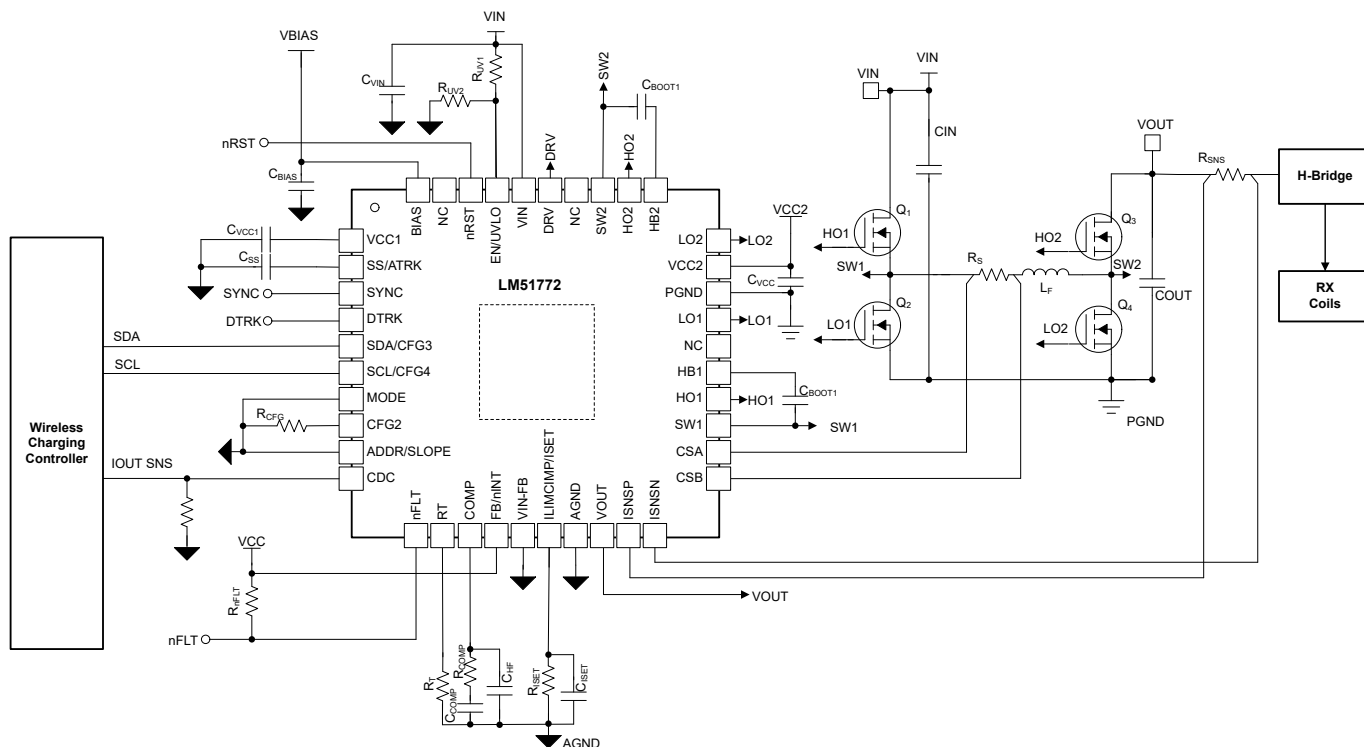 VIN
VBIAS
CVIN
RUV1
RUV2
SW2
CBOOT1
nRST
DRV
HO2
CBIAS
BIAS
NC
nRST
EN/UVLO
VIN
DRV
NC
SW2
HO2
HB2
LM51772
CVCC1
VCC1
CSS
SS/ATRK
SYNC
SYNC
DTRK
DTRK
SDA
SDA/CFG3
SCL
SCL/CFG4
MODE
RCFG
CFG2
ADDR/SLOPE
IOUT SNS
CDC
Wireless
Charging
Controller
LO2
LO2
VCC2
VCC2
PGND
CVCC
LO1
LO1
NC
HB1
CBOOT1
HO1
HO1
SW1
SW1
CSA
CSB
nFLT
RT
COMP
FB/nINT
VIN-FB
ILIMCIMP/ISET
AGND
VOUT
ISNSP
ISNSN
VCC
RnFLT
nFLT
RT
RCOMP
CCOMP
CHF
RISET
CISET
AGND
VOUT
VIN
VIN
CIN
Q1
HO1
SW1
Q2
LO1
RS
LF
VOUT
Q3
HO2
SW2
COUT
Q4
LO2
PGND
RSNS
H-Bridge
RX
Coils